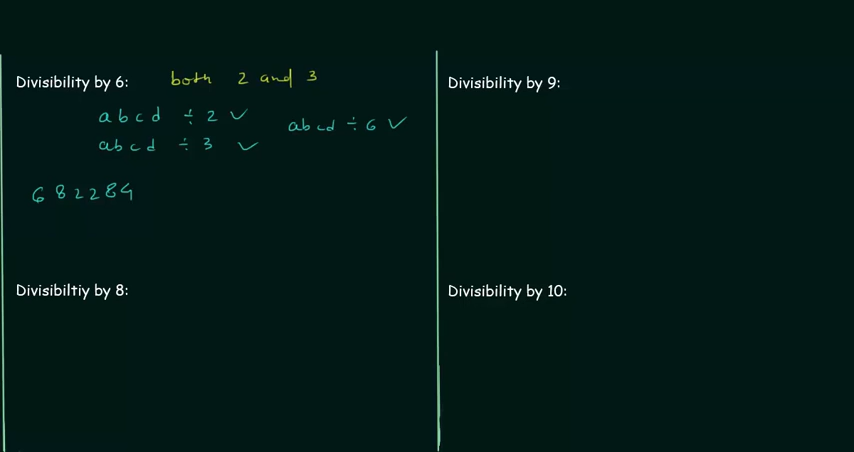 Divisibility by 6: both 2 and 3
abcd ÷ 2 ✓
abcd ÷ 3 ✓
abcd ÷ 6 ✓
682284
Divisibiltiy by 8:
Divisibility by 9:
Divisibility by 10: